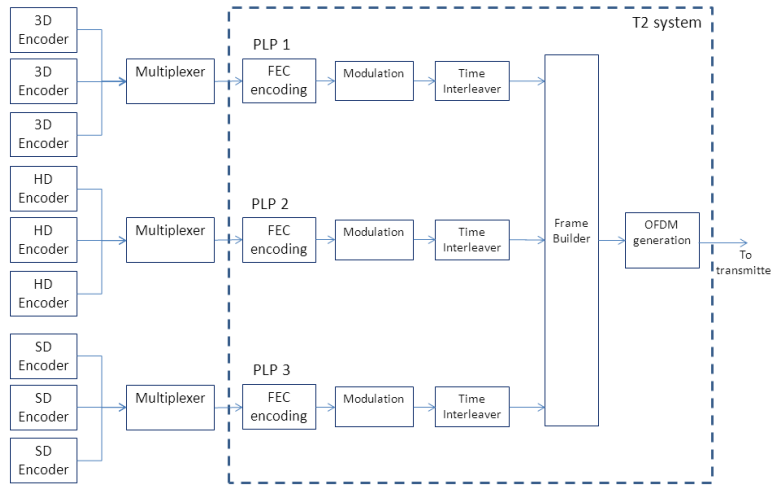 T2 system
3D
Encoder
3D
Encoder
3D
Encoder
Multiplexer
PLP 1
FEC
encoding
Modulation
Time
Interleaver
HD
Encoder
HD
Encoder
HD
Encoder
Multiplexer
PLP 2
FEC
encoding
Modulation
Time
Interleaver
Frame
Builder
OFDM
generation
To
transmitte
SD
Encoder
SD
Encoder
SD
Encoder
Multiplexer
PLP 3
FEC
encoding
Modulation
Time
Interleaver